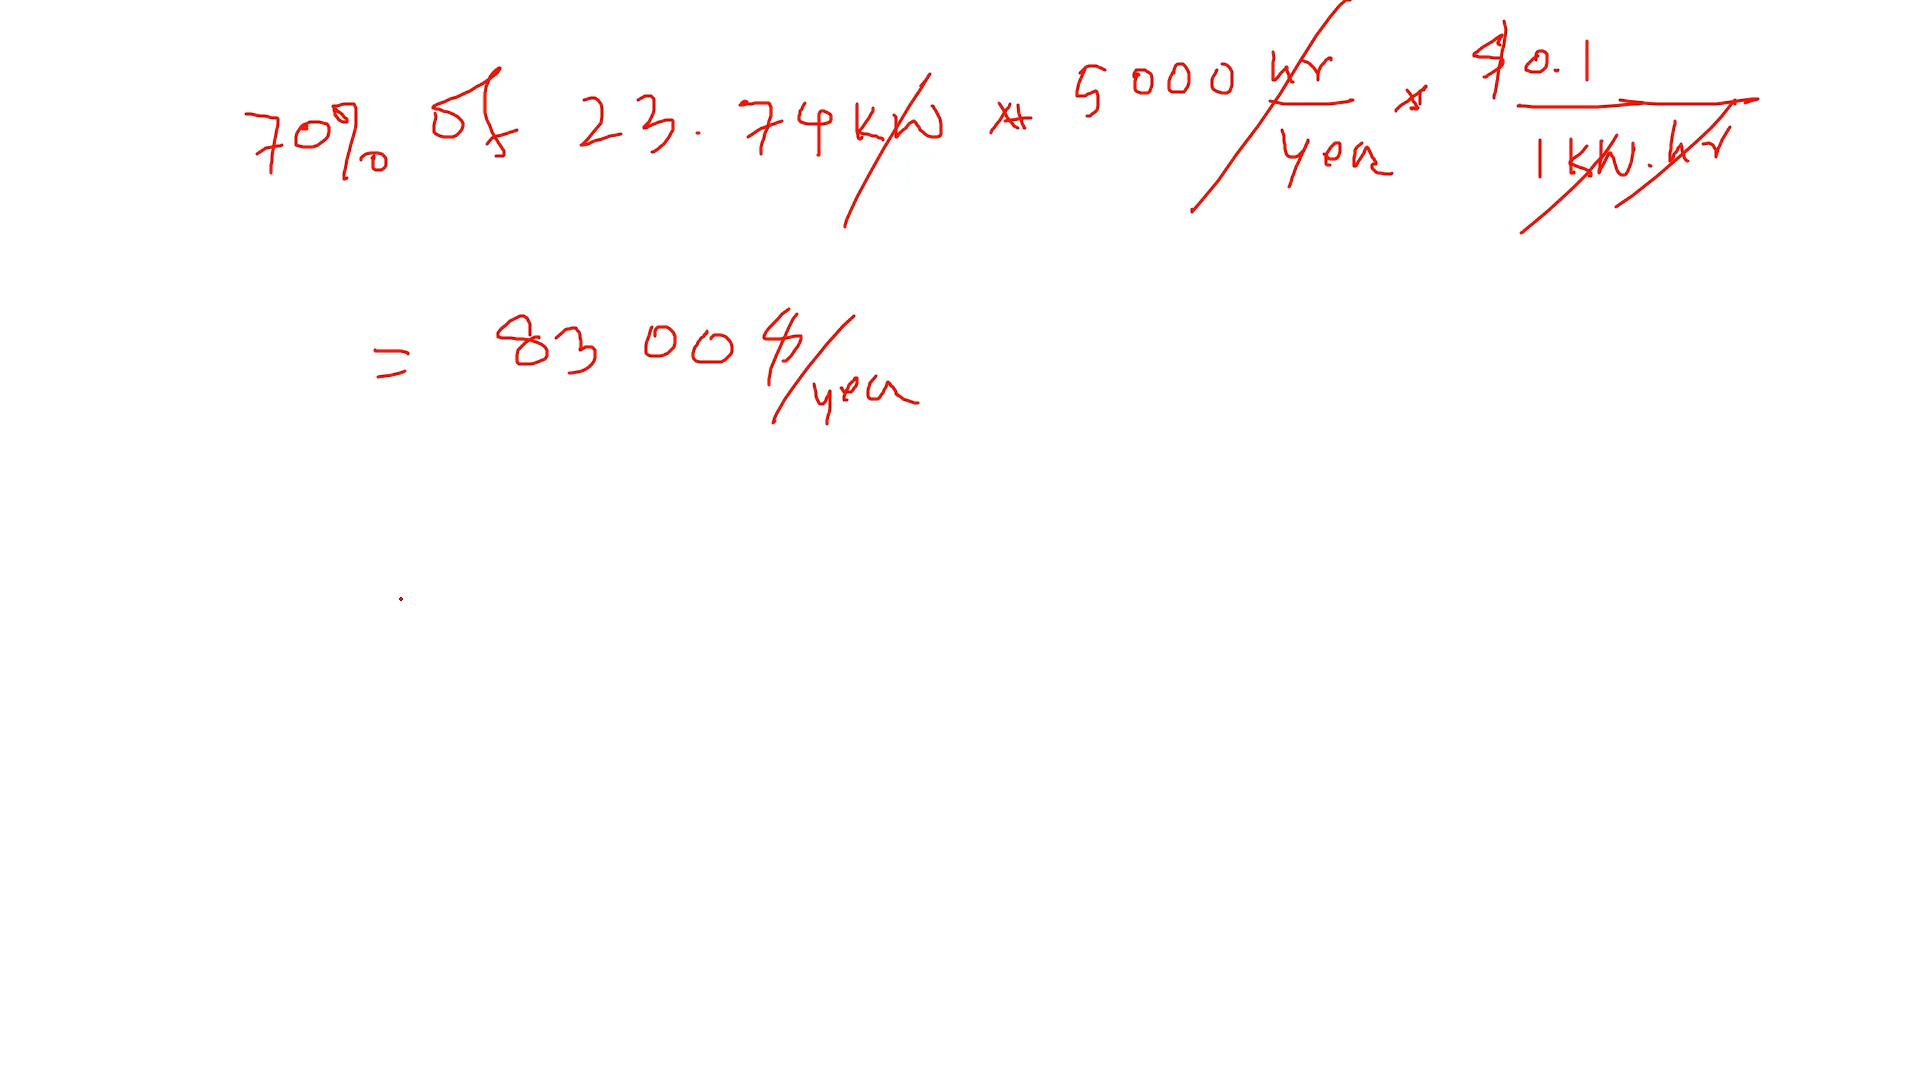 70% of 23.74 kW * 5000 hr/year * $0.1/1 kW.hr
= 8300 $/year